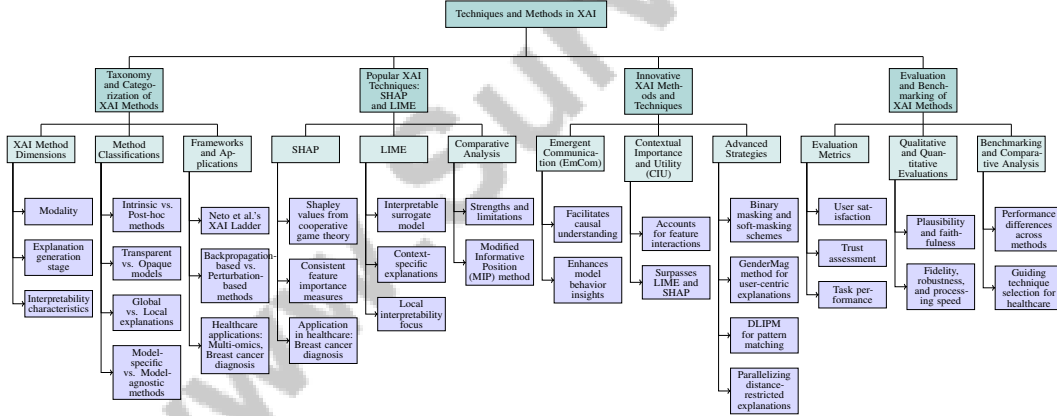 Techniques and Methods in XAI
Taxonomy
and Catego-
rization of
XAI Methods
Popular XAI
Techniques:
SHAP
and LIME
Innovative
XAI Meth-
ods and
Techniques
Evaluation
and Bench-
marking of
XAI Methods
XAI Method
Dimensions
Method
Classifications
Frameworks
and Ap-
plications
SHAP
LIME
Comparative
Analysis
Emergent
Communica-
tion (EmCom)
Contextual
Importance
and Utility
(CIU)
Advanced
Strategies
Evaluation
Metrics
Qualitative
and Quan-
titative
Evaluations
Benchmarking
and Compara-
tive Analysis
Modality
Explanation
generation
stage
Interpretability
characteristics
Intrinsic vs.
Post-hoc
methods
Transparent
vs. Opaque
models
Global
vs. Local
explanations
Model-
specific
vs. Model-
agnostic
methods
Neto et al.'s
XAI Ladder
Backpropagation-
based vs.
Perturbation-
based methods
Healthcare
applications:
Multi-omics,
Breast cancer
diagnosis
Shapley
values from
cooperative
game theory
Consistent
feature
importance
measures
Application
in healthcare:
Breast cancer
diagnosis
Interpretable
surrogate
model
Context-
specific
explanations
Local
interpretability
focus
Strengths and
limitations
Modified
Informative
Position (MIP)
method
Facilitates
causal
understanding
Enhances
model
behavior
insights
Accounts
for feature
interactions
Surpasses
LIME and
SHAP
Binary
masking and
soft-masking
schemes
GenderMag
method for
user-centric
explanations
DLIPM
for pattern
matching
Parallelizing
distance-
restricted
explanations
User sat-
isfaction
Trust
assessment
Task per-
formance
Plausibility
and faith-
fulness
Fidelity,
robustness,
and process-
ing speed
Performance
differences
across
methods
Guiding
technique
selection for
healthcare
www.surv